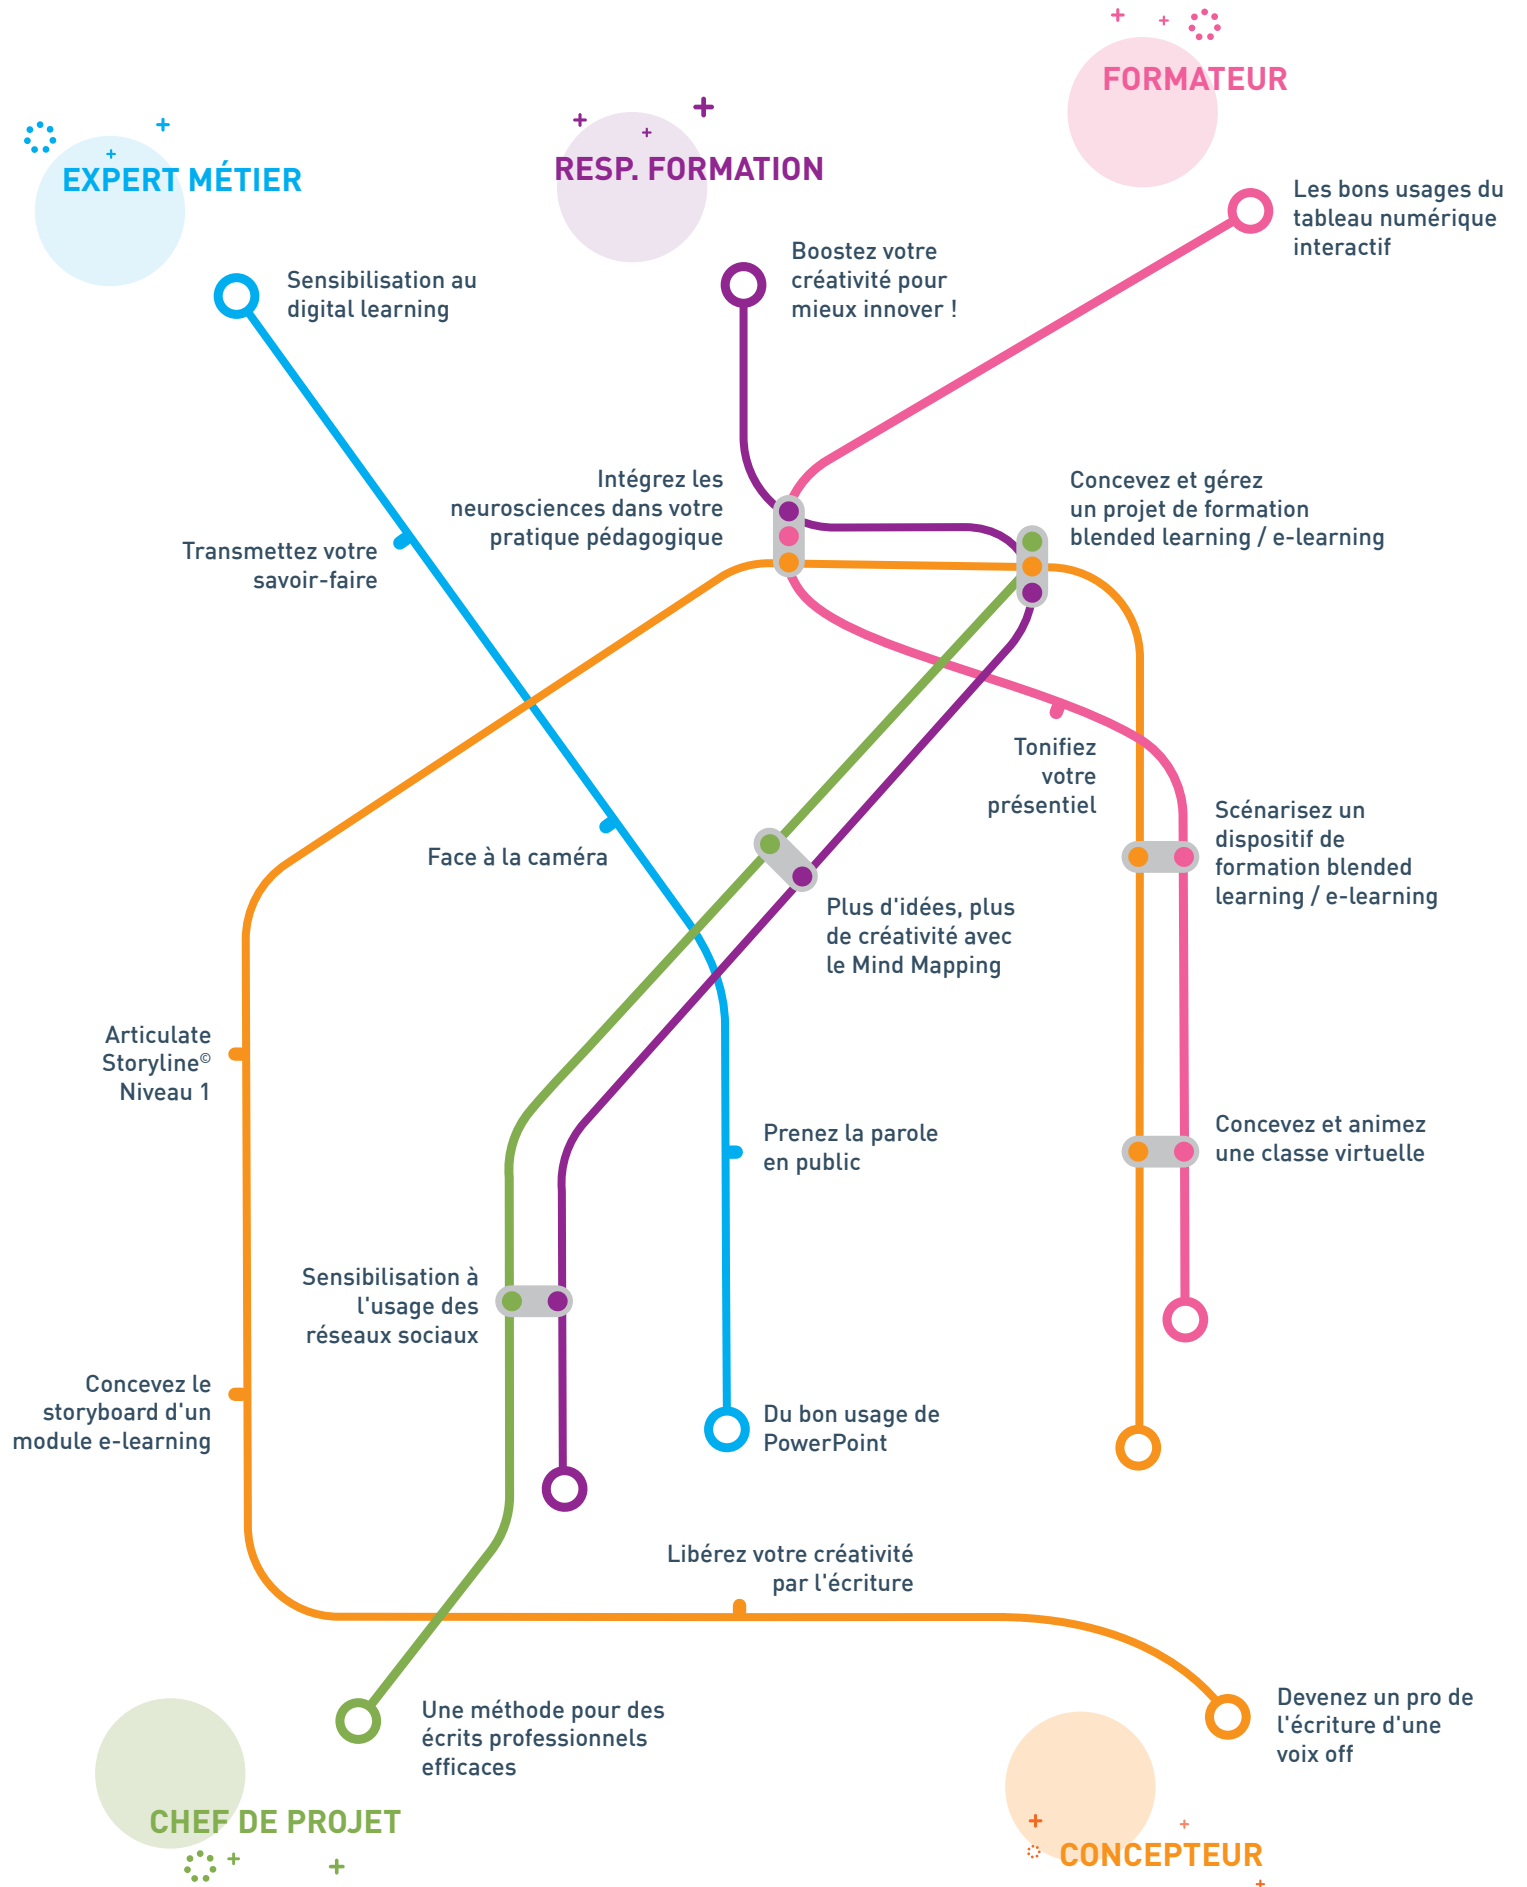 FORMATEUR
EXPERT MÉTIER
RESP. FORMATION
Les bons usages du
tableau numérique
interactif
Boostez votre
créativité pour
mieux innover !
Sensibilisation au
digital learning
Intégrez les
neurosciences dans votre
pratique pédagogique
Concevez et gérez
un projet de formation
blended learning / e-learning
Transmettez votre
savoir-faire
Tonifiez
votre
présentiel
Scénarisez un
dispositif de
formation blended
learning / e-learning
Face à la caméra
Plus d'idées, plus
de créativité avec
le Mind Mapping
Articulate
Storyline©
Niveau 1
Prenez la parole
en public
Concevez et animez
une classe virtuelle
Sensibilisation à
l'usage des
réseaux sociaux
Concevez le
storyboard d'un
module e-learning
Du bon usage de
PowerPoint
Libérez votre créativité
par l'écriture
Une méthode pour des
écrits professionnels
efficaces
Devenez un pro de
l'écriture d'une
voix off
CHEF DE PROJET
CONCEPTEUR